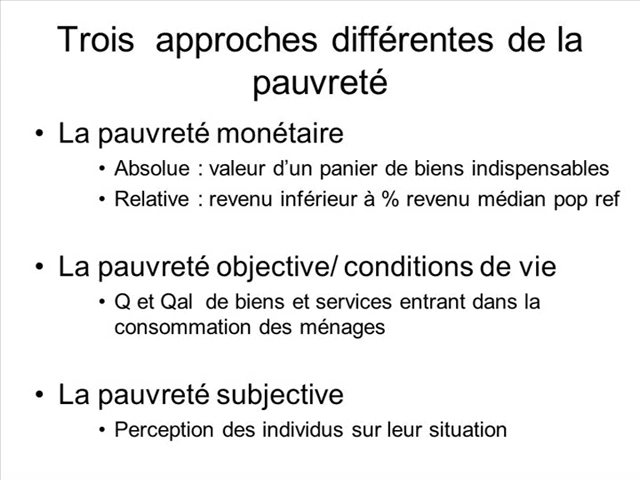 Trois  approches différentes de la
pauvreté
• La pauvreté monétaire
• Absolue : valeur d'un panier de biens indispensables
• Relative : revenu inférieur à % revenu médian pop ref
• La pauvreté objective/ conditions de vie
• Q et Qal  de biens et services entrant dans la
consommation des ménages
• La pauvreté subjective
• Perception des individus sur leur situation